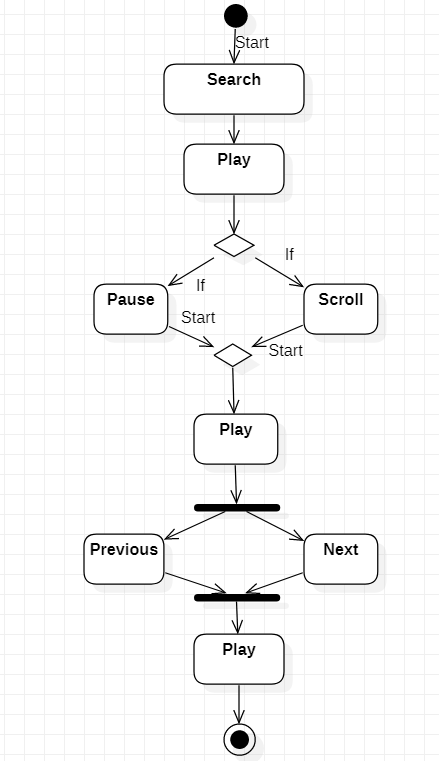 Start
Search
Play
If
If
Pause
Scroll
Start
Start
Play
Previous
Next
Play